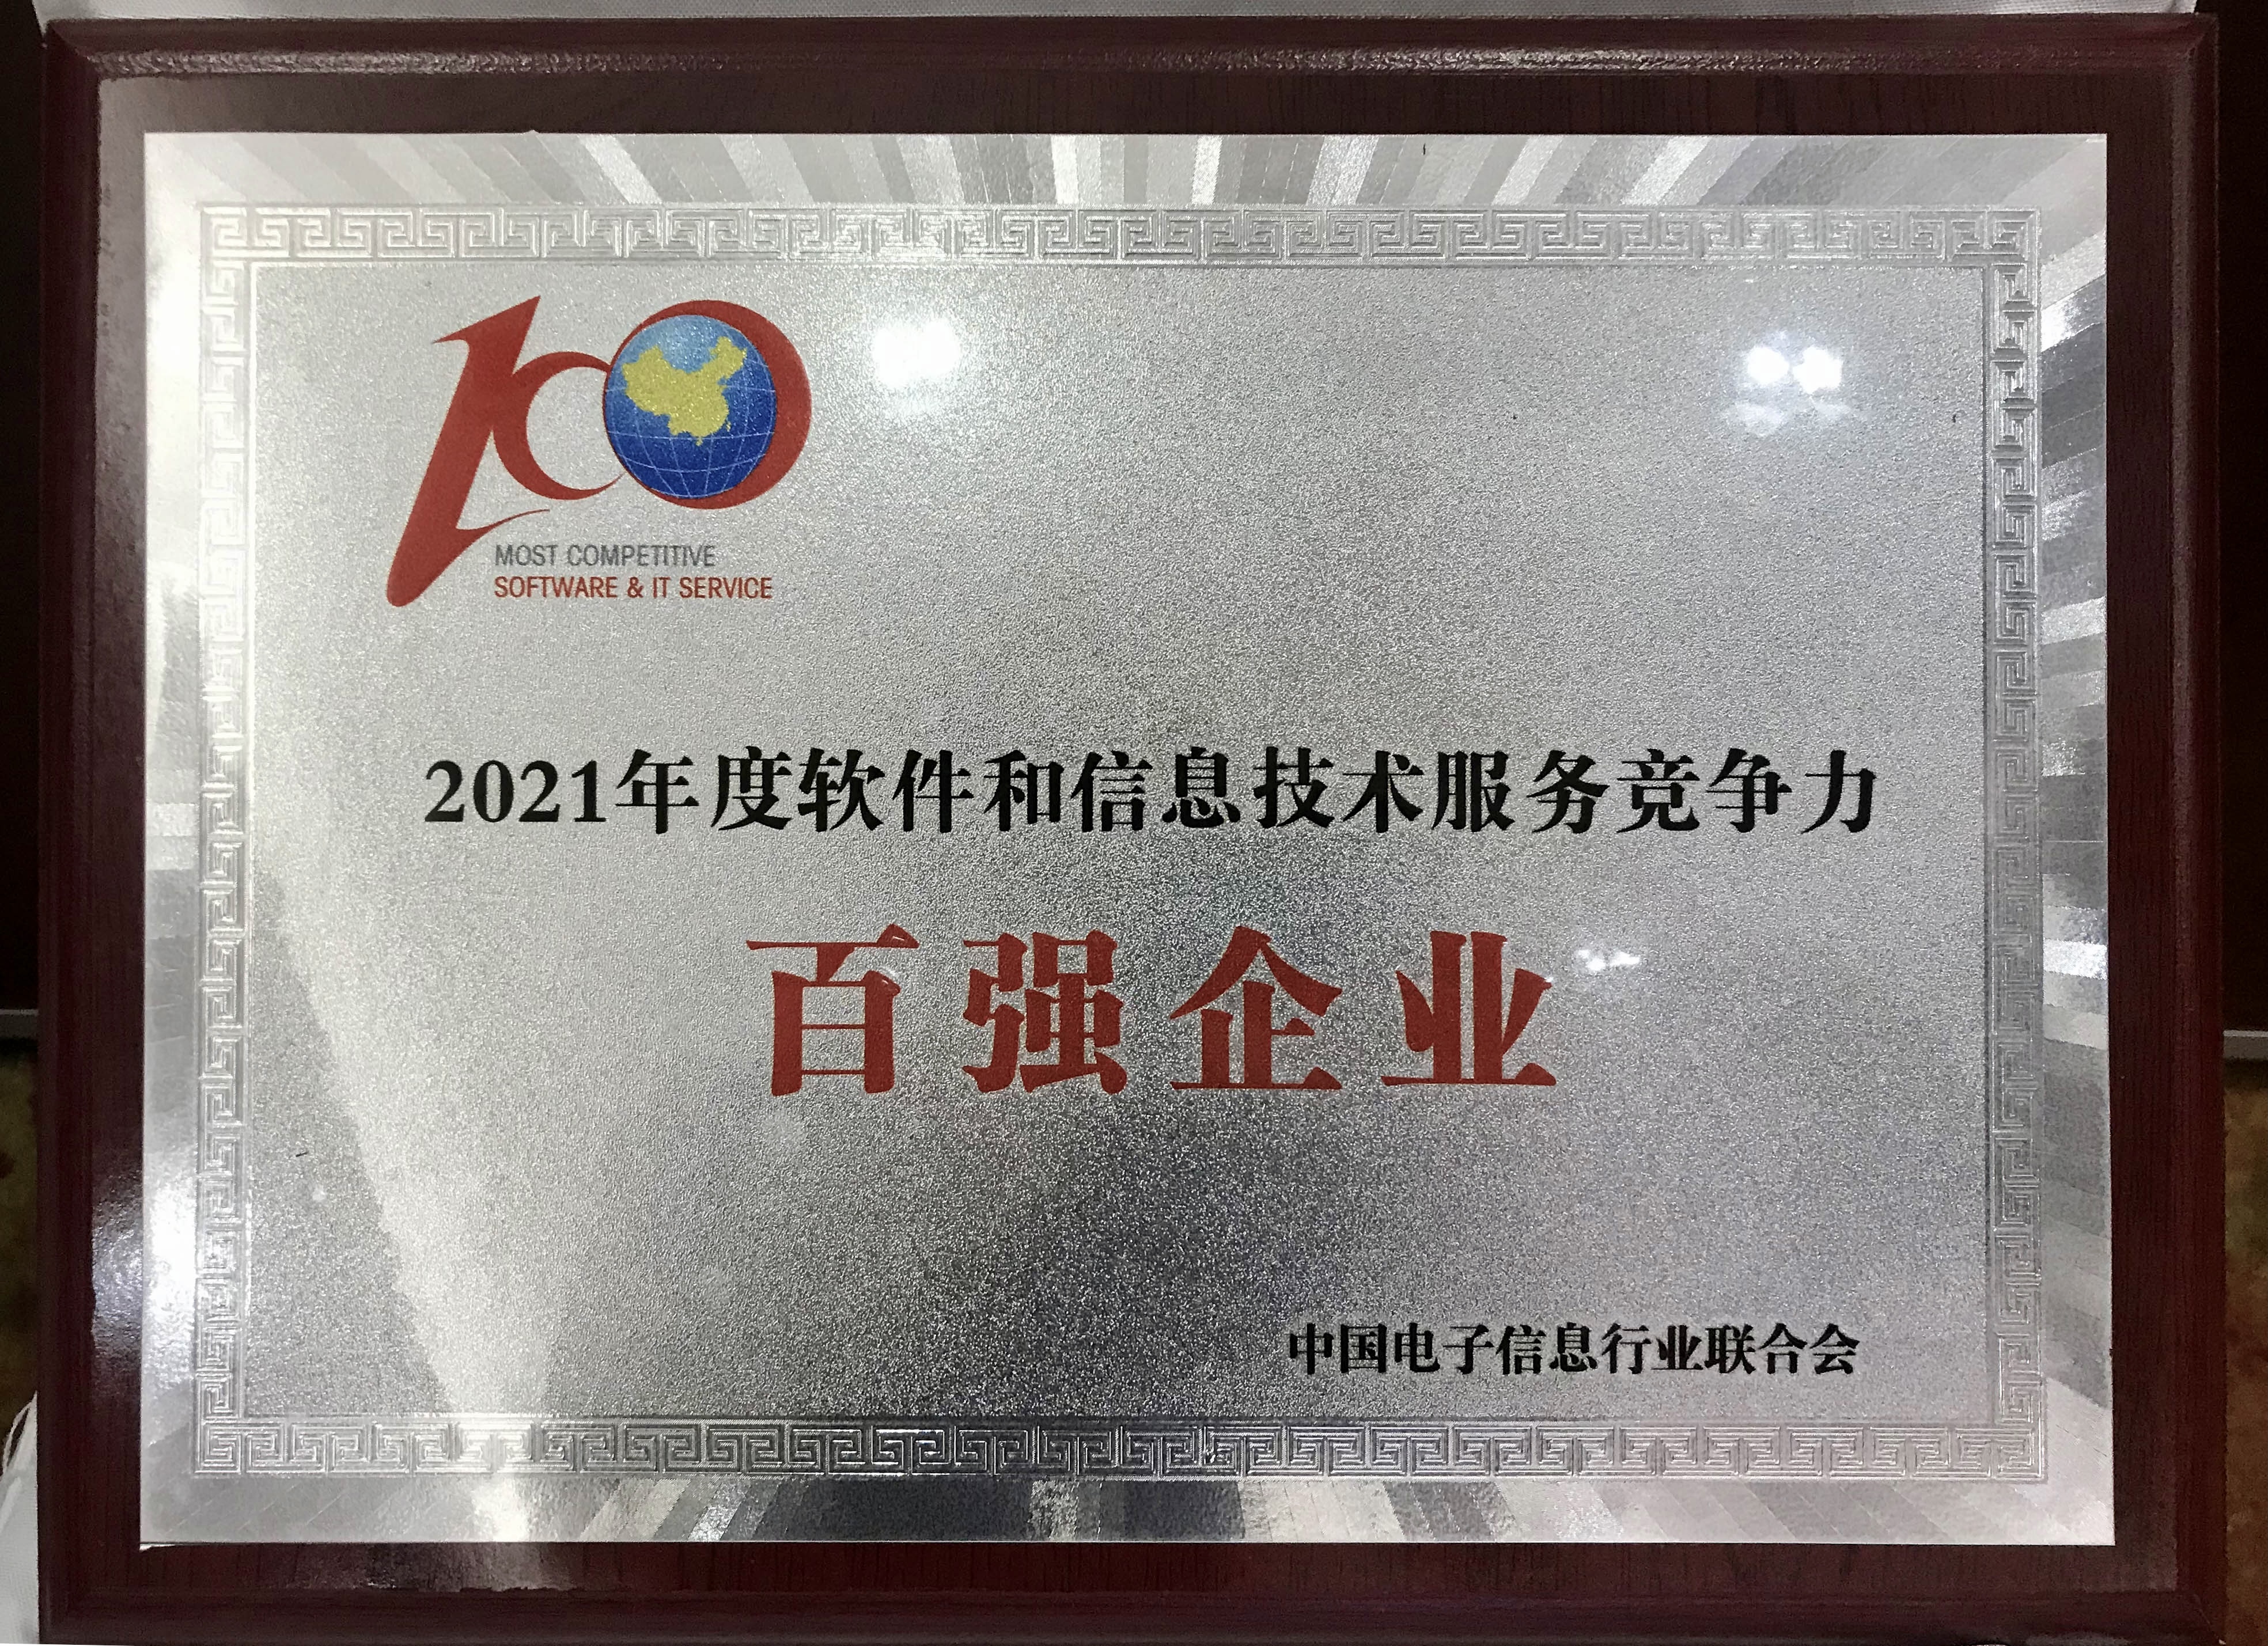 100
MOST COMPETITIVE
SOFTWARE & IT SERVICE
2021年度软件和信息技术服务竞争力
百强企业
中国电子信息行业联合会